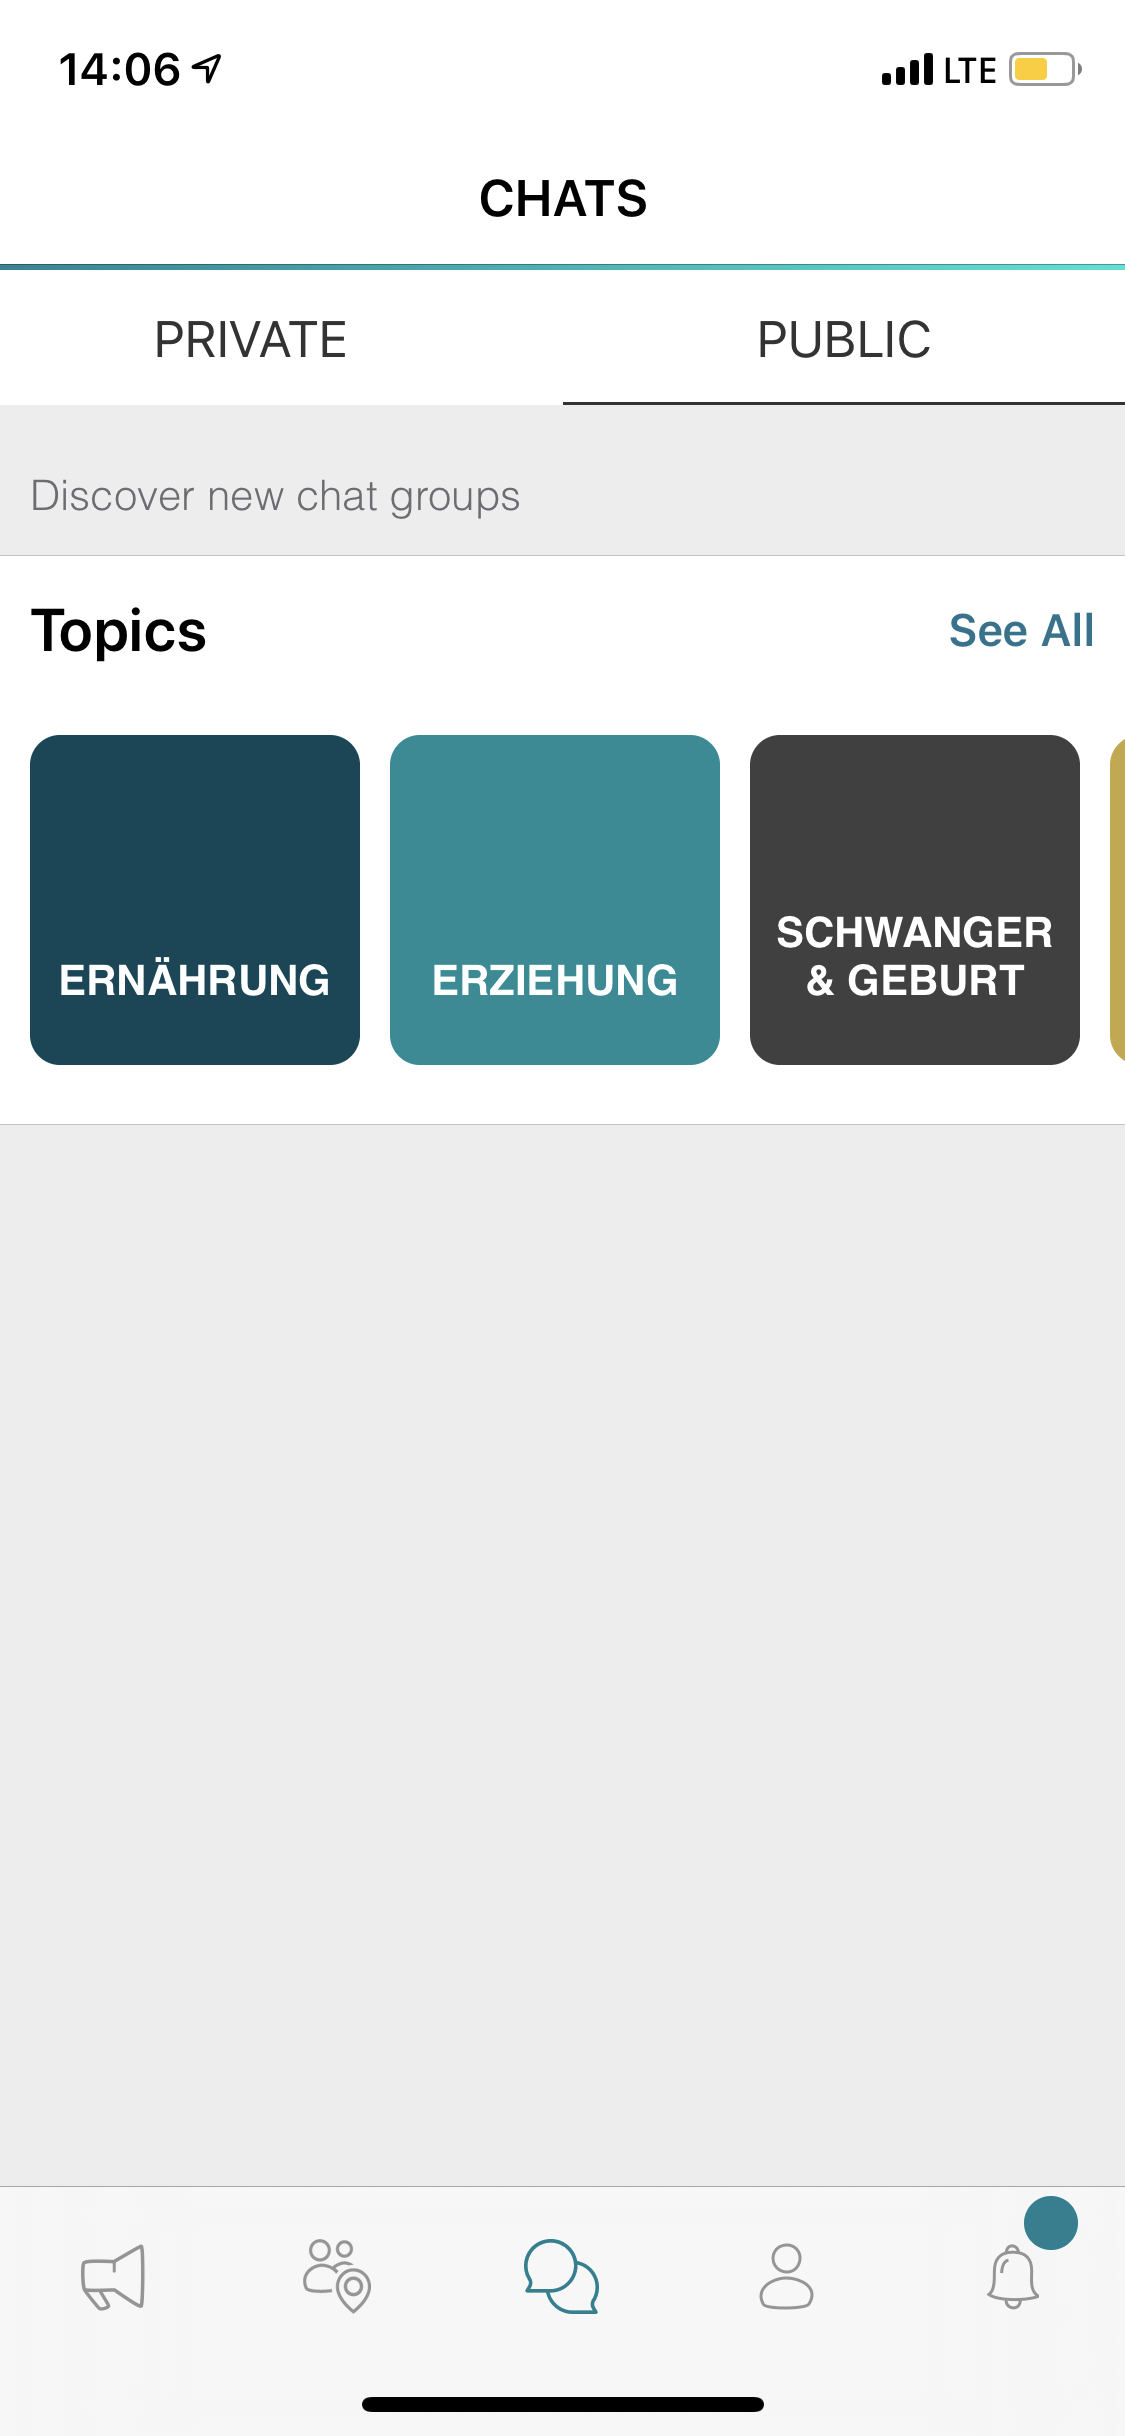 14:06
LTE
CHATS
PRIVATE
PUBLIC
Discover new chat groups
Topics
See All
ERNÄHRUNG
ERZIEHUNG
SCHWANGER
& GEBURT